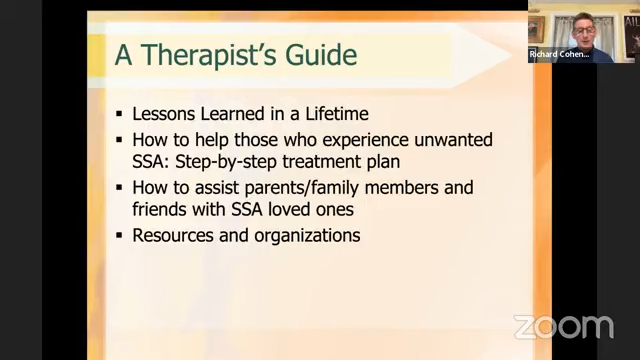 A Therapist's Guide
Richard Cohen...
▪ Lessons Learned in a Lifetime
▪ How to help those who experience unwanted
SSA: Step-by-step treatment plan
▪ How to assist parents/family members and
friends with SSA loved ones
▪ Resources and organizations
zoom